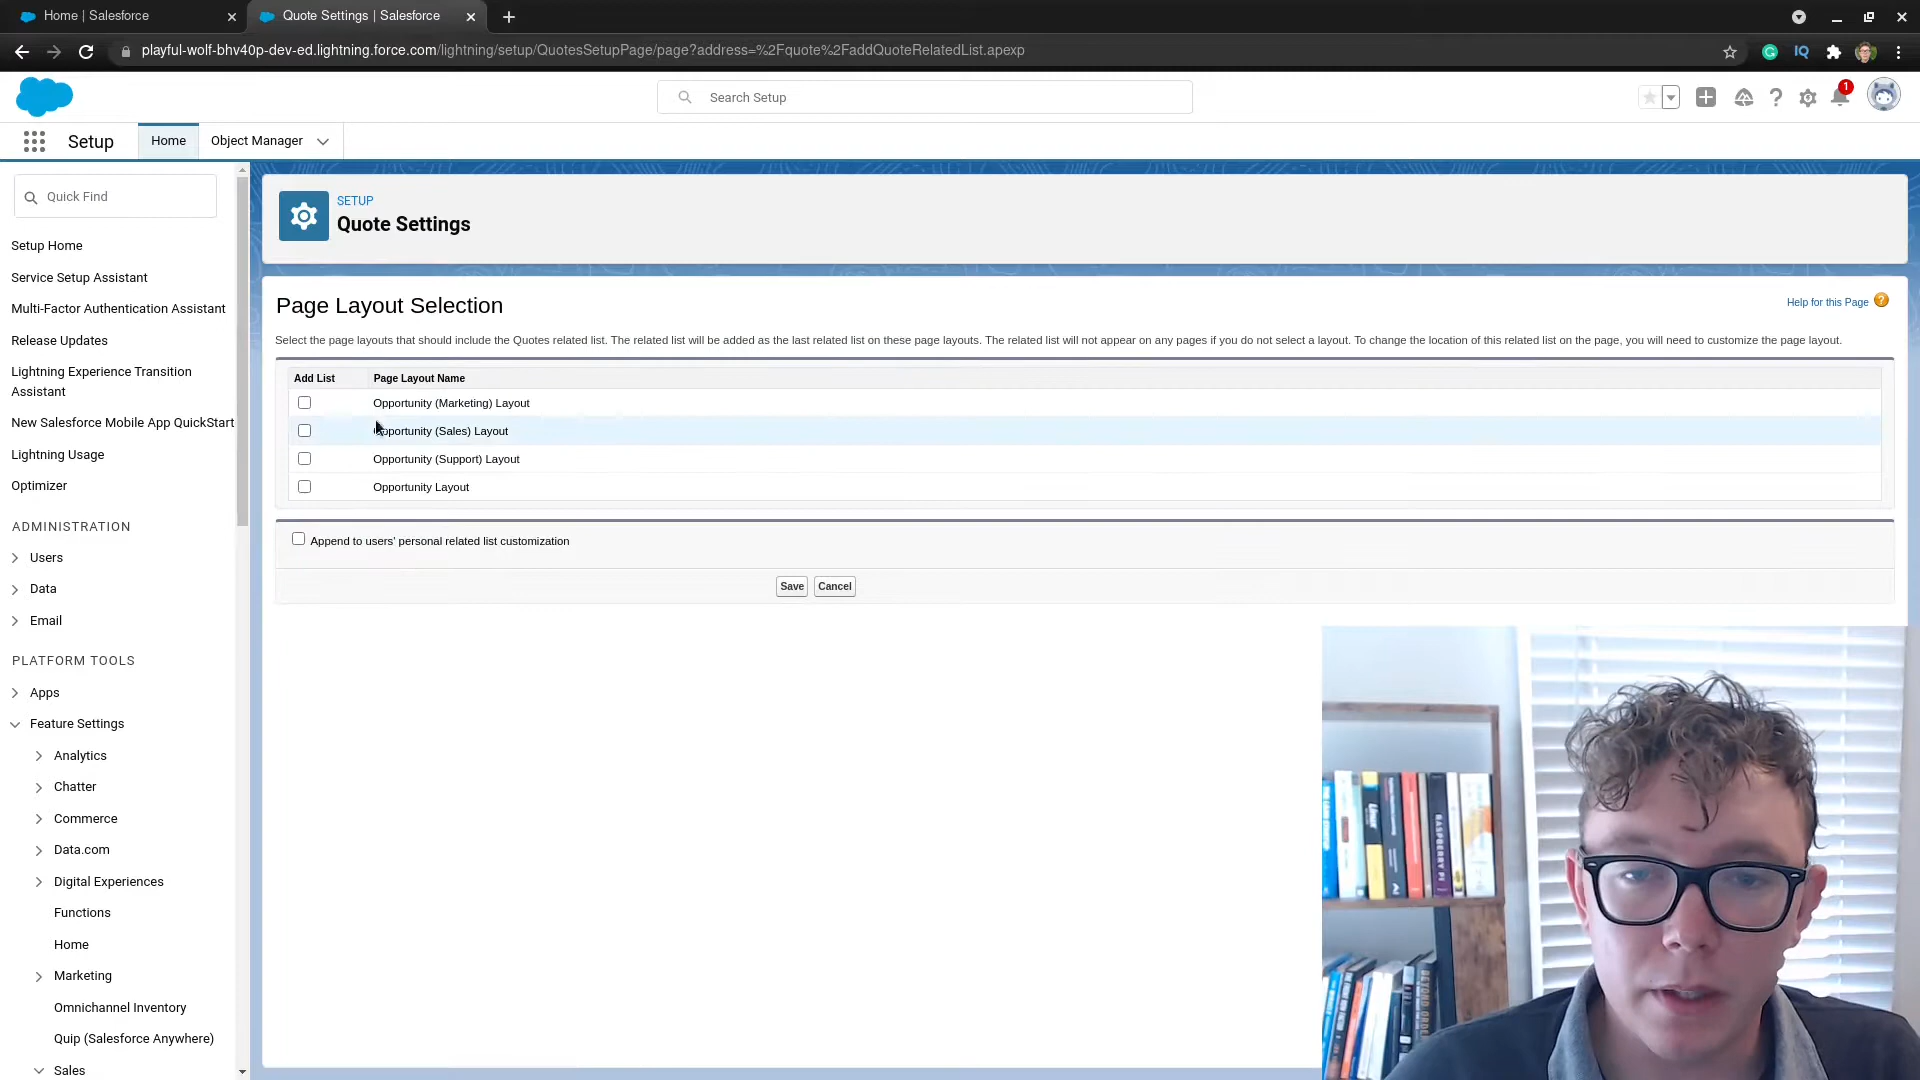 Home | Salesforce
Quote Settings | Salesforce
playful-wolf-bhv40p-dev-ed.lightning.force.com/lightning/setup/QuotesSetupPage/page?address=%2Fquote%2FaddQuoteRelatedList.apexp
Search Setup
1
Setup
Home
Object Manager
Quick Find
Setup Home
Service Setup Assistant
Multi-Factor Authentication Assistant
Release Updates
Lightning Experience Transition
Assistant
New Salesforce Mobile App QuickStart
Lightning Usage
Optimizer
ADMINISTRATION
Users
Data
Email
PLATFORM TOOLS
Apps
Feature Settings
Analytics
Chatter
Commerce
Data.com
Digital Experiences
Functions
Home
Marketing
Omnichannel Inventory
Quip (Salesforce Anywhere)
Sales
SETUP
Quote Settings
Page Layout Selection
Help for this Page
Select the page layouts that should include the Quotes related list. The related list will be added as the last related list on these page layouts. The related list will not appear on any pages if you do not select a layout. To change the location of this related list on the page, you will need to customize the page layout.
Add List Page Layout Name
Opportunity (Marketing) Layout
Opportunity (Sales) Layout
Opportunity (Support) Layout
Opportunity Layout
Append to users' personal related list customization
Save Cancel
RASPBERRY PI